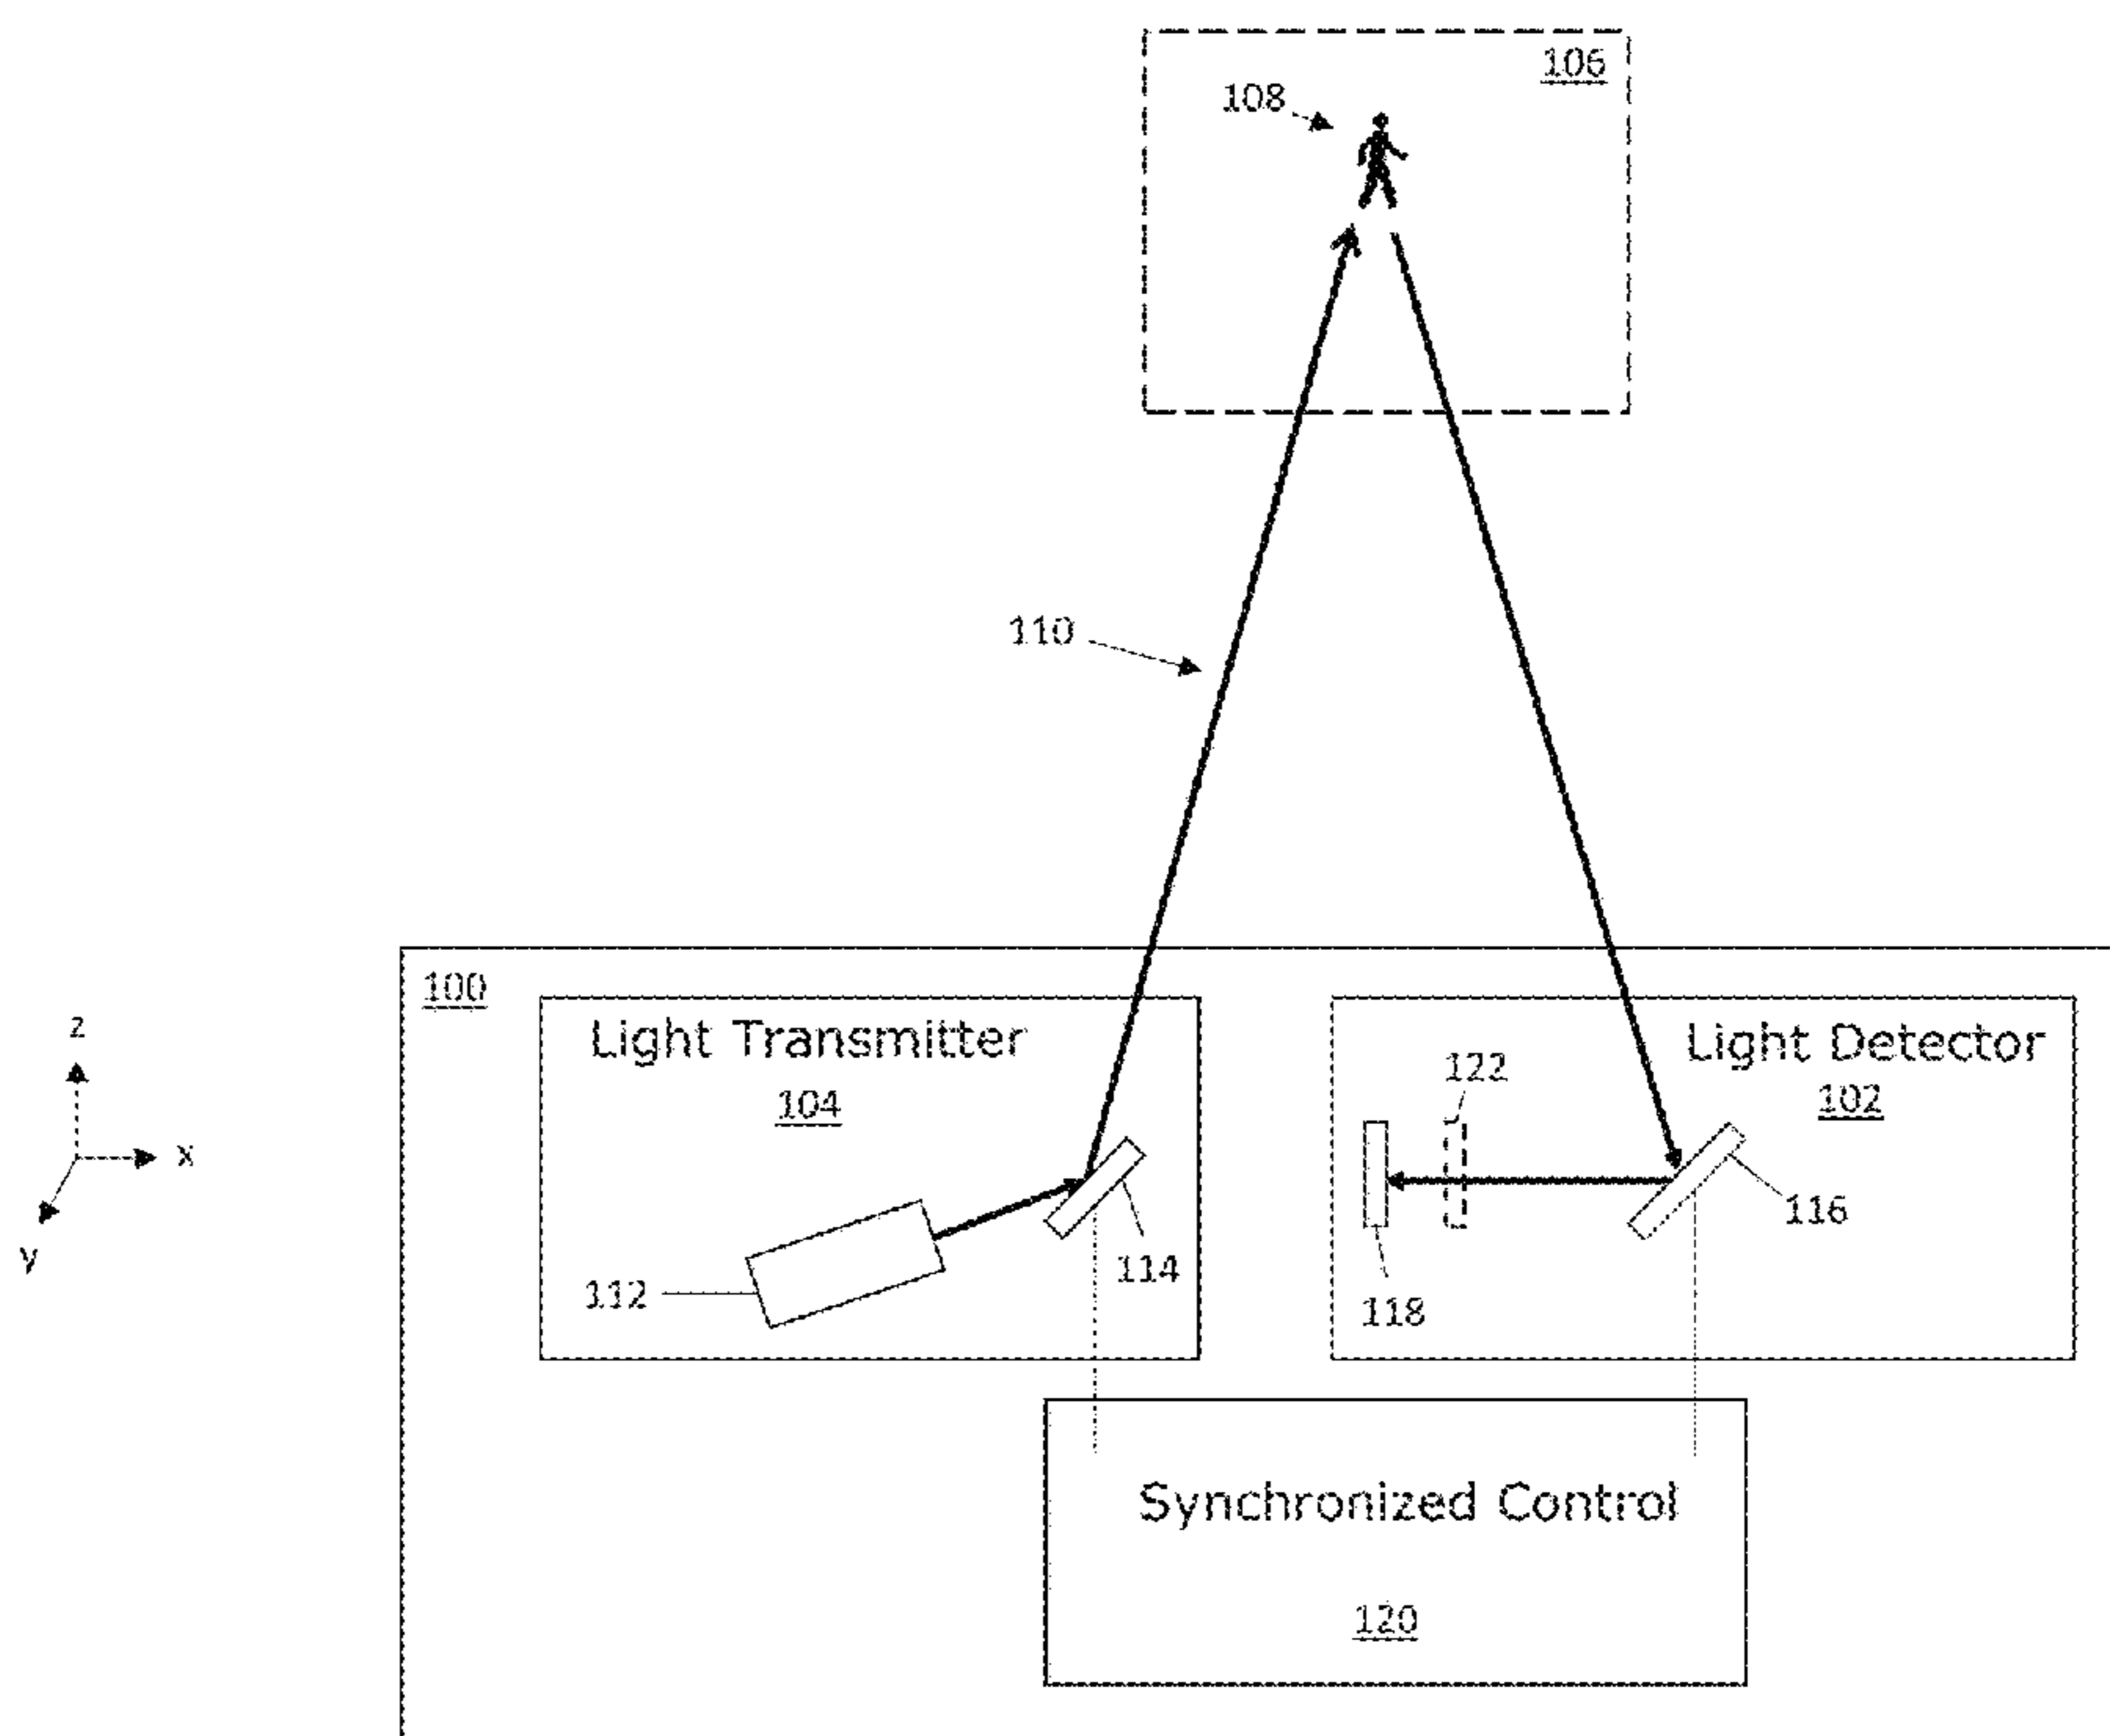 106
108
110
100
Light Transmitter
104
Light Detector
102
122
z
x
y
116
114
112
118
Synchronized Control
120